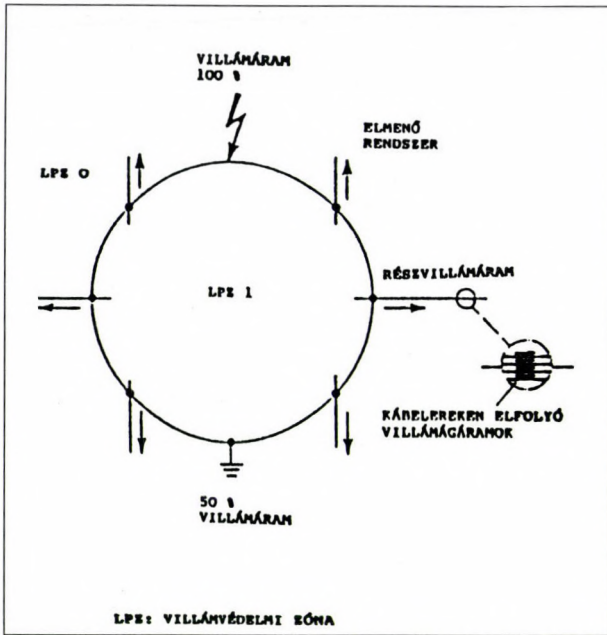 VILLÁMÁRAM
100 %
ELMENŐ
RENDSZER
LPZ 0
RÉSZVILLÁMÁRAM
LPZ 1
KÁBELEREKEN ELFOLYÓ
VILLÁMÁGÁRAMOK
50 %
VILLÁMÁRAM
LPZ: VILLÁMVÉDELMI ZÓNA